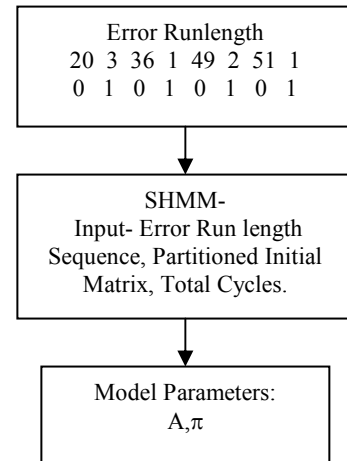 Error Runlength
20 3 36 1 49 2 51 1
0 1 0 1 0 1 0 1
SHMM-
Input- Error Run length
Sequence, Partitioned Initial
Matrix, Total Cycles.
Model Parameters:
A,π